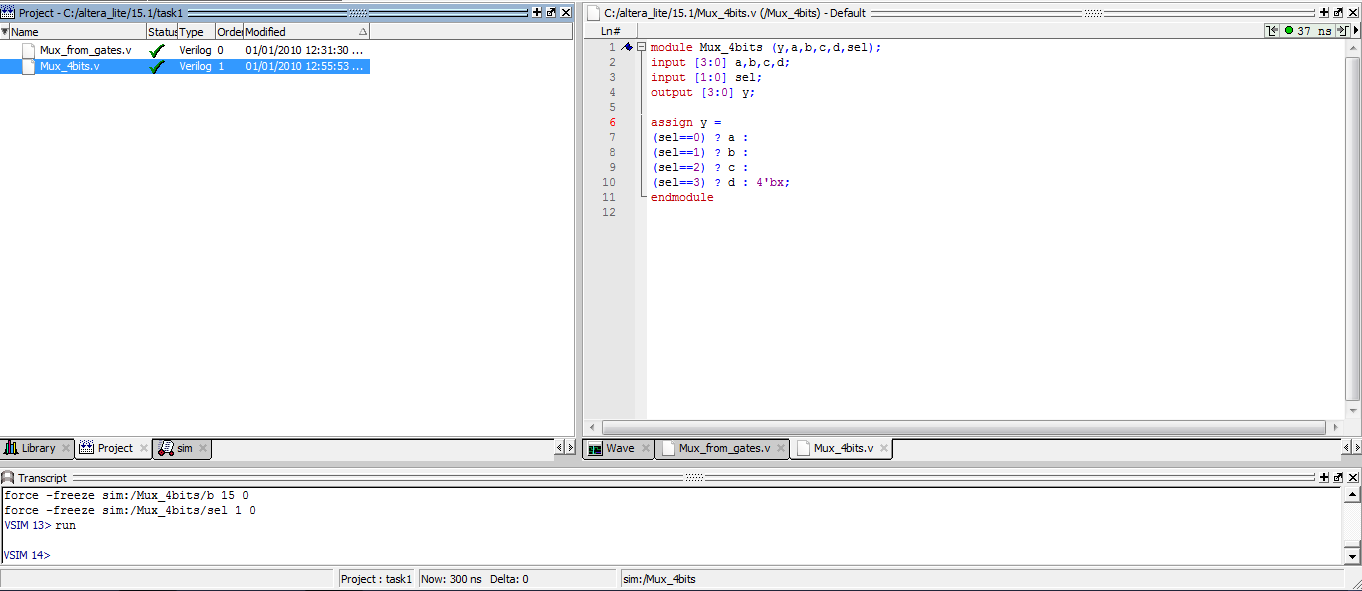 Project - C:/altera_lite/15.1/task1
Name Status Type Order Modified
Mux_from_gates.v Verilog 0 01/01/2010 12:31:30 ...
Mux_4bits.v Verilog 1 01/01/2010 12:55:53 ...
Library Project sim
C:/altera_lite/15.1/Mux_4bits.v (/Mux_4bits) - Default
Ln# 37 ns
1 module Mux_4bits (y,a,b,c,d,sel);
2 input [3:0] a,b,c,d;
3 input [1:0] sel;
4 output [3:0] y;
5
6 assign y =
7 (sel==0) ? a :
8 (sel==1) ? b :
9 (sel==2) ? c :
10 (sel==3) ? d : 4'bx;
11 endmodule
12
Wave Mux_from_gates.v Mux_4bits.v
Transcript
force -freeze sim:/Mux_4bits/b 15 0
force -freeze sim:/Mux_4bits/sel 1 0
VSIM 13> run
VSIM 14>
Project : task1 Now: 300 ns Delta: 0 sim:/Mux_4bits